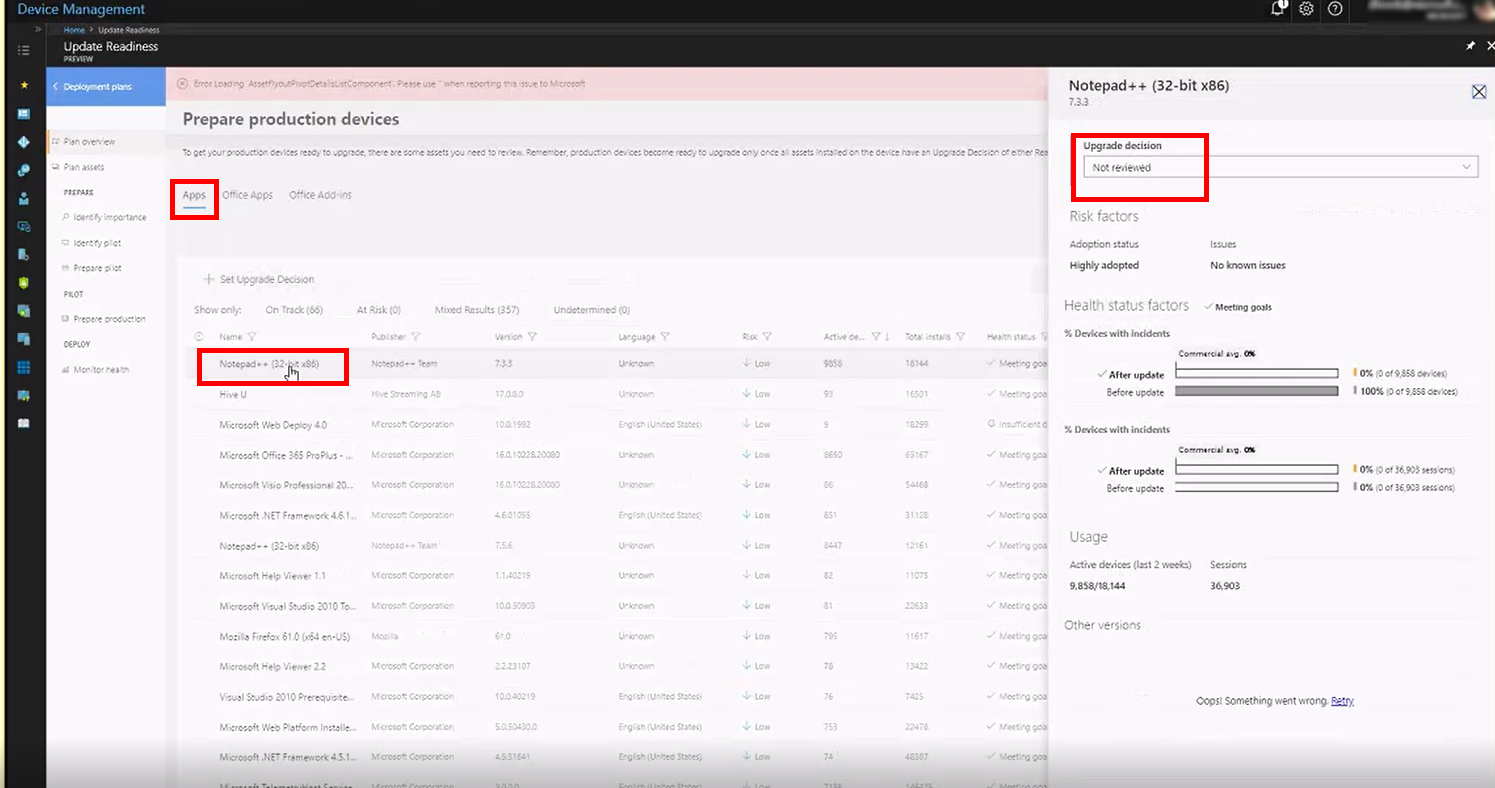 Device Management
Home > Update Readiness
Update Readiness
PREVIEW
Deployment plans
Plan overview
Plan assets
PREPARE
Identify importance
Identify pilot
Prepare pilot
PILOT
Prepare production
DEPLOY
Monitor health
Error Loading 'AssetFlyoutPivotDetailsListComponent'. Please use '' when reporting this issue to Microsoft
Prepare production devices
To get your production devices ready to upgrade, there are some assets you need to review. Remember, production devices become ready to upgrade only once all assets installed on the device have an Upgrade Decision of either Rea
Apps Office Apps Office Add-ins
+ Set Upgrade Decision
Show only: On Track (66) At Risk (0) Mixed Results (357) Undetermined (0)
Name Publisher Version Language Risk Active de... Total installs Health status
Notepad++ (32-bit x86) Notepad++ Team 7.3.3 Unknown Low 9858 18144 Meeting goa
Hive U Hive Streaming AB 17.0.8.0 Unknown Low 93 16501 Meeting goa
Microsoft Web Deploy 4.0 Microsoft Corporation 10.0.1992 English (United States) Low 9 18299 Insufficient d
Microsoft Office 365 ProPlus - ... Microsoft Corporation 16.0.10228.20080 Unknown Low 8650 65167 Meeting goa
Microsoft Visio Professional 20... Microsoft Corporation 16.0.10228.20080 Unknown Low 86 54468 Meeting goa
Microsoft .NET Framework 4.6.1... Microsoft Corporation 4.6.01055 English (United States) Low 851 31128 Meeting goa
Notepad++ (32-bit x86) Notepad++ Team 7.5.6 Unknown Low 8447 12161 Meeting goa
Microsoft Help Viewer 1.1 Microsoft Corporation 1.1.40219 Unknown Low 82 11075 Meeting goa
Microsoft Visual Studio 2010 To... Microsoft Corporation 10.0.50903 Unknown Low 81 22633 Meeting goa
Mozilla Firefox 61.0 (x64 en-US) Mozilla 61.0 Unknown Low 795 11617 Meeting goa
Microsoft Help Viewer 2.2 Microsoft Corporation 2.2.23107 Unknown Low 78 13422 Meeting goa
Visual Studio 2010 Prerequisite... Microsoft Corporation 10.0.40219 English (United States) Low 76 7425 Meeting goa
Microsoft Web Platform Installe... Microsoft Corporation 5.0.50430.0 English (United States) Low 753 22478 Meeting goa
Microsoft .NET Framework 4.5.1... Microsoft Corporation 4.5.51641 English (United States) Low 74 48387 Meeting goa
Notepad++ (32-bit x86)
7.3.3
Upgrade decision
Not reviewed
Risk factors
Adoption status Issues
Highly adopted No known issues
Health status factors Meeting goals
% Devices with incidents
Commercial avg. 0%
After update 0% (0 of 9,858 devices)
Before update 100% (0 of 9,858 devices)
% Devices with incidents
Commercial avg. 0%
After update 0% (0 of 36,903 sessions)
Before update 0% (0 of 36,903 sessions)
Usage
Active devices (last 2 weeks) Sessions
9,858/18,144 36,903
Other versions
Oops! Something went wrong. Retry